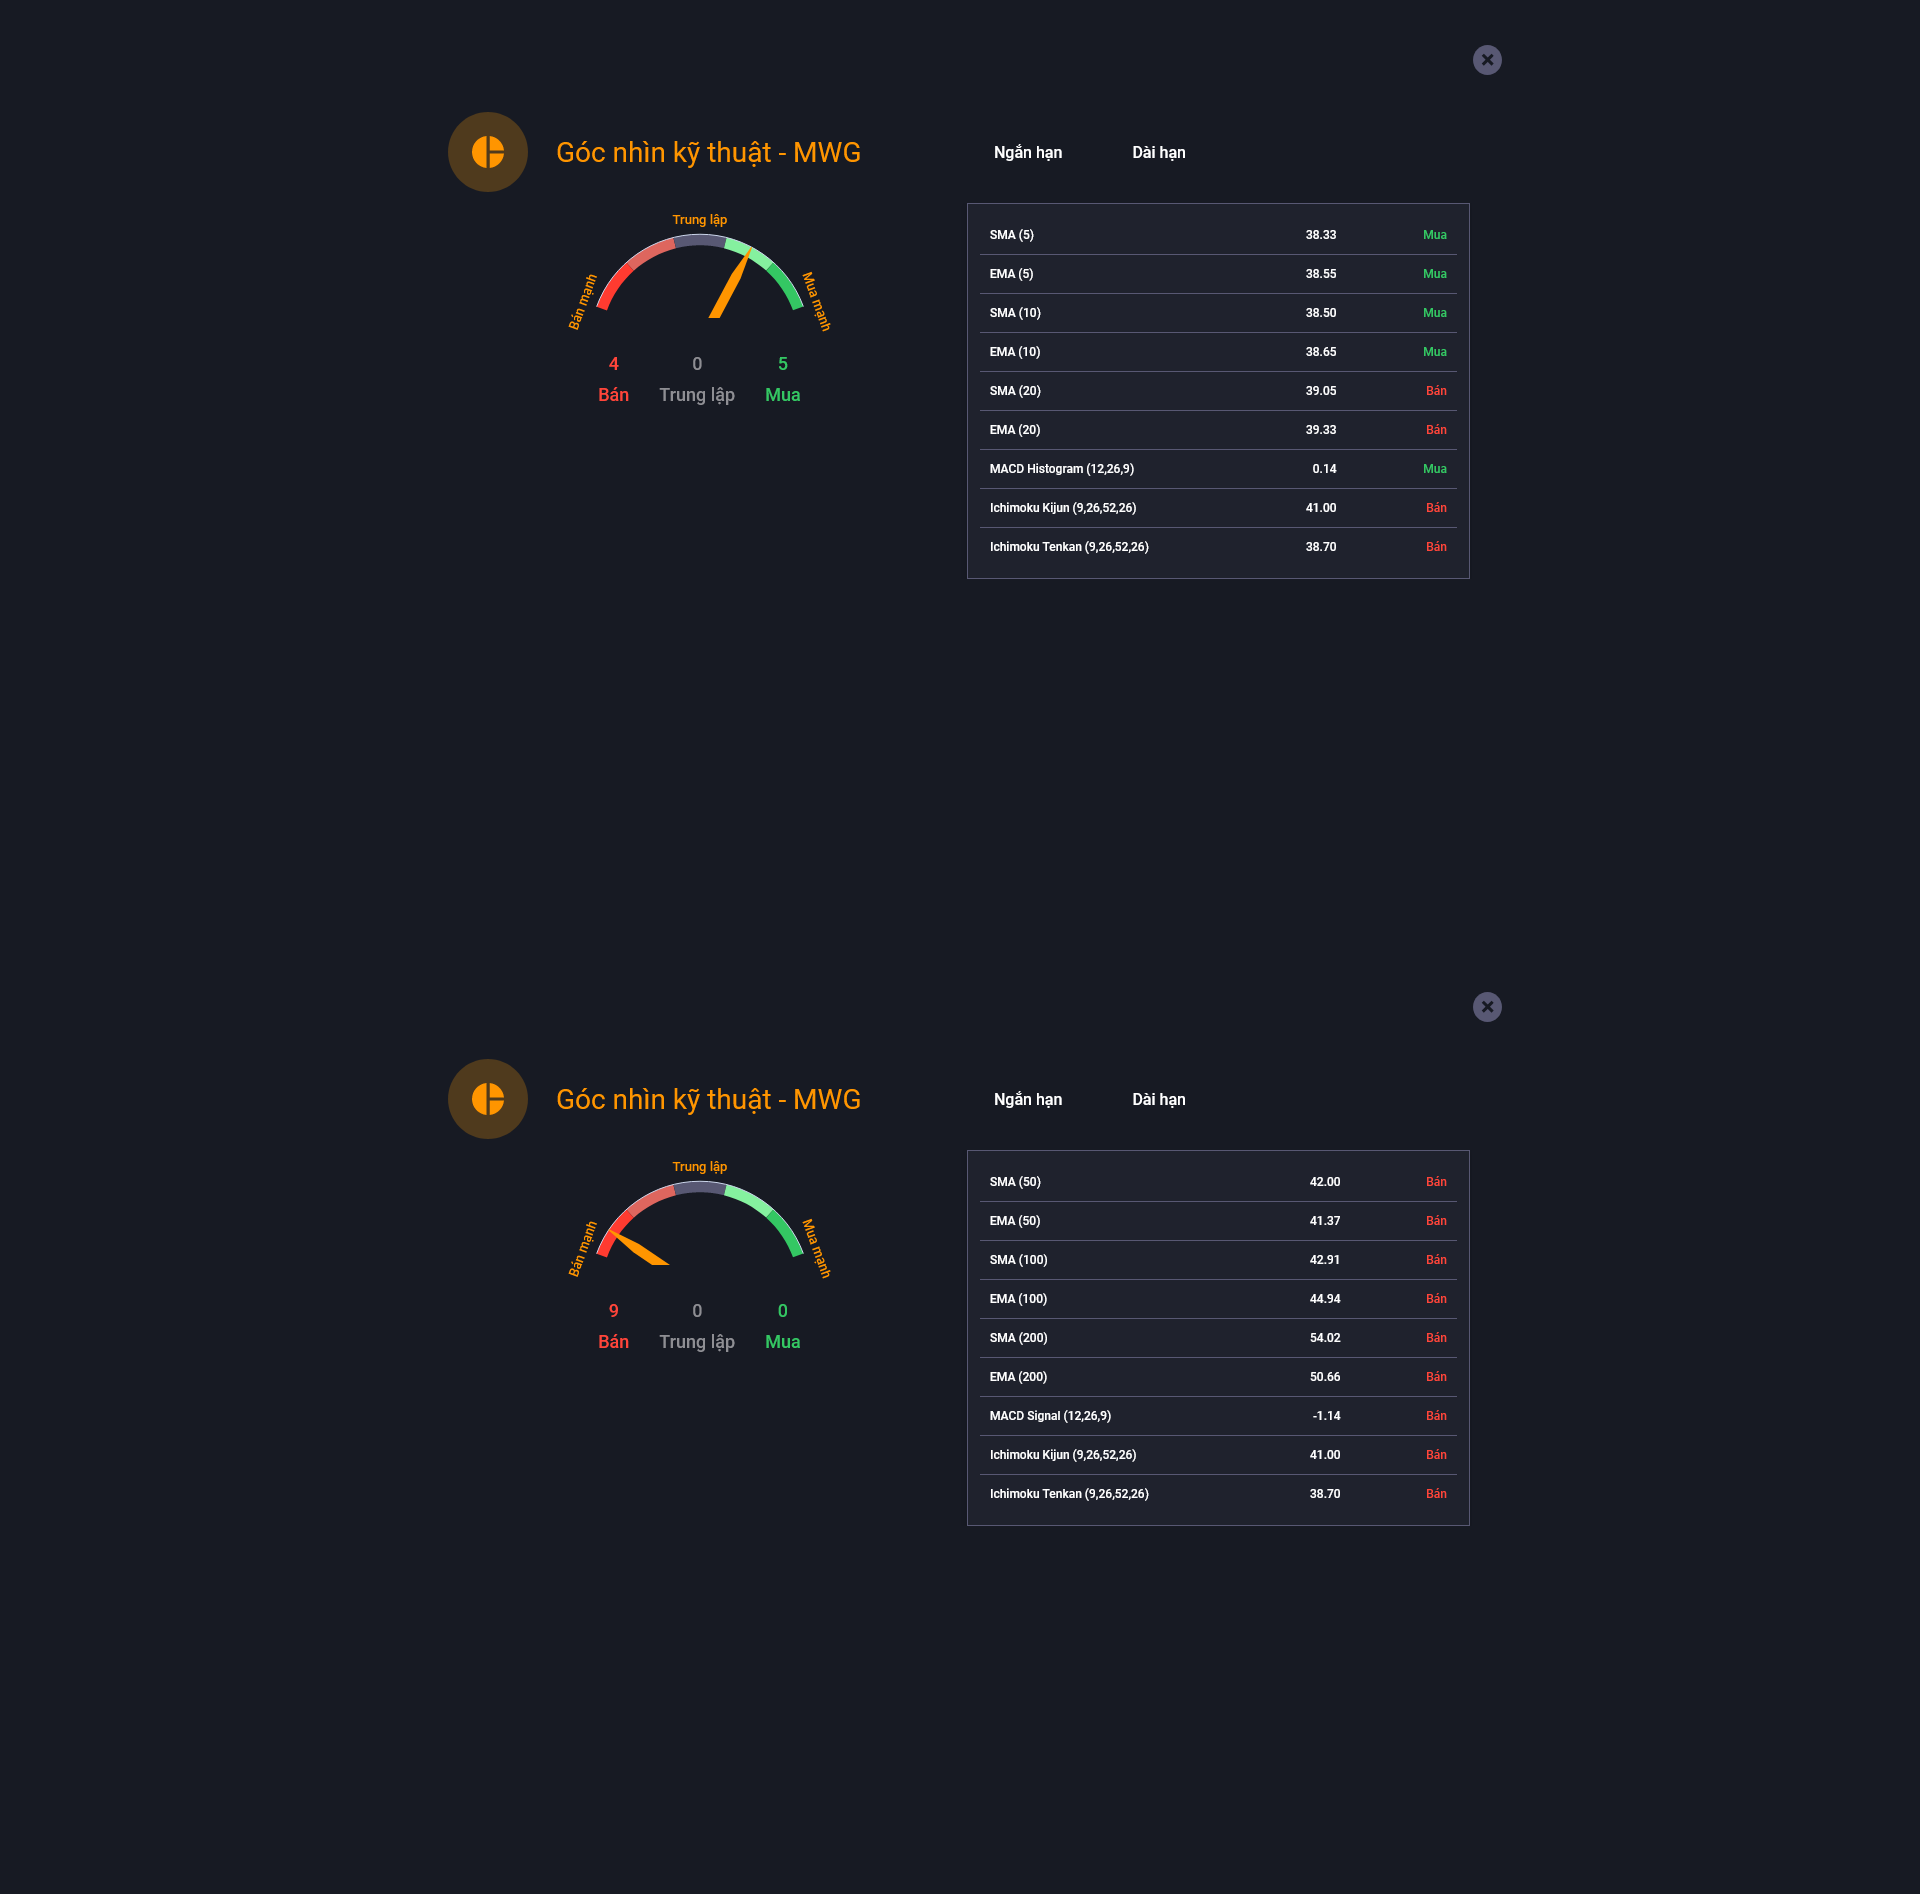 Góc nhìn kỹ thuật - MWG
Ngắn hạn Dài hạn
Trung lập
Bán mạnh
Mua mạnh
4 0 5
Bán Trung lập Mua
SMA (5) 38.33 Mua
EMA (5) 38.55 Mua
SMA (10) 38.50 Mua
EMA (10) 38.65 Mua
SMA (20) 39.05 Bán
EMA (20) 39.33 Bán
MACD Histogram (12,26,9) 0.14 Mua
Ichimoku Kijun (9,26,52,26) 41.00 Bán
Ichimoku Tenkan (9,26,52,26) 38.70 Bán
Góc nhìn kỹ thuật - MWG
Ngắn hạn Dài hạn
Trung lập
Bán mạnh
Mua mạnh
9 0 0
Bán Trung lập Mua
SMA (50) 42.00 Bán
EMA (50) 41.37 Bán
SMA (100) 42.91 Bán
EMA (100) 44.94 Bán
SMA (200) 54.02 Bán
EMA (200) 50.66 Bán
MACD Signal (12,26,9) -1.14 Bán
Ichimoku Kijun (9,26,52,26) 41.00 Bán
Ichimoku Tenkan (9,26,52,26) 38.70 Bán